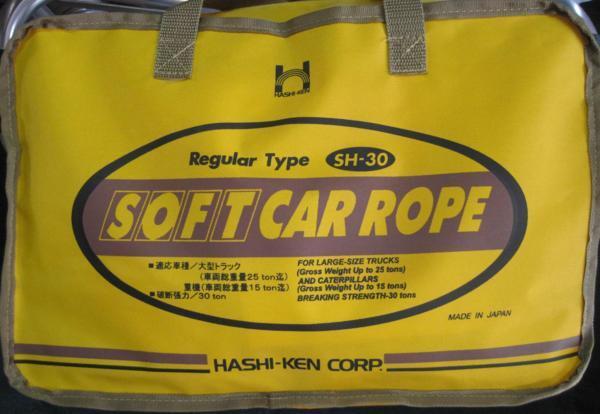 HASHI-KEN
Regular Type SH-30
SOFT CAR ROPE
■適応車種/大型トラック
(車両総重量25ton迄)
重機(車両総重量15ton迄)
■破断張力/30ton
FOR LARGE-SIZE TRUCKS
(Gross Weight Up to 25 tons)
AND CATERPILLARS
(Gross Weight Up to 15 tons)
BREAKING STRENGTH-30 tons
MADE IN JAPAN
HASHI-KEN CORP.